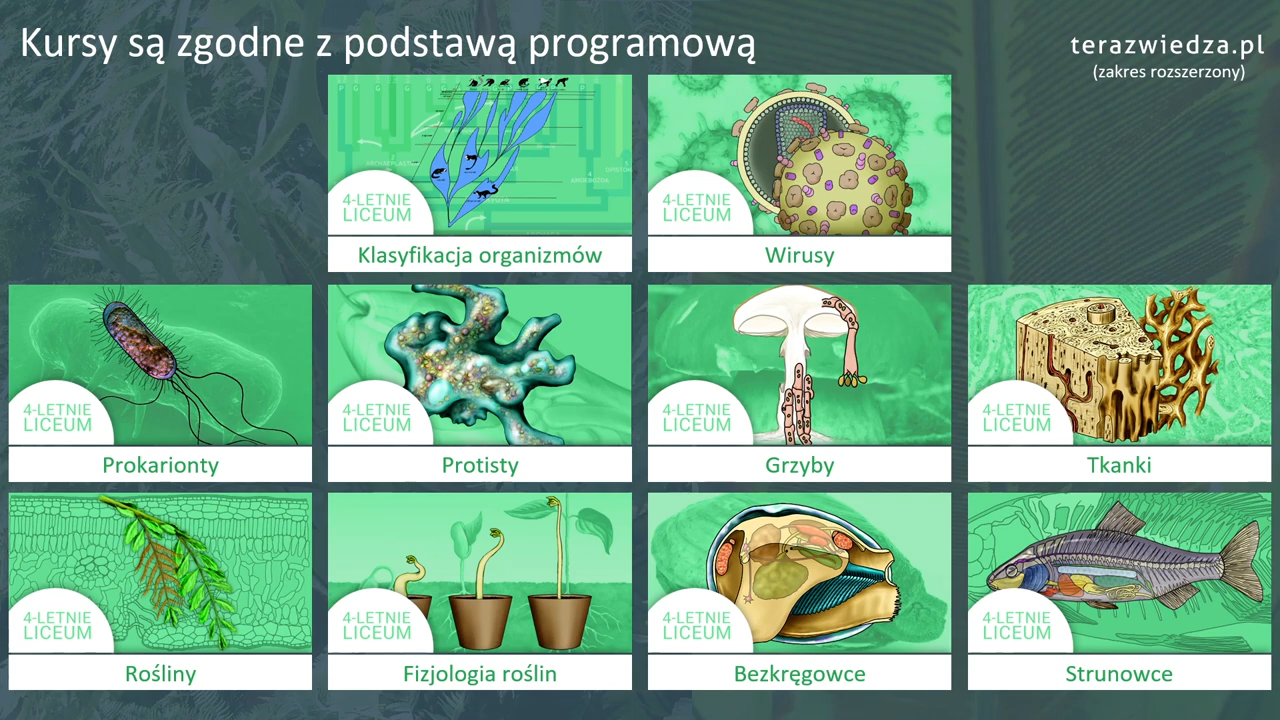 Kursy są zgodne z podstawą programową
terazwiedza.pl
(zakres rozszerzony)
4-LETNIE
LICEUM
Klasyfikacja organizmów
4-LETNIE
LICEUM
Wirusy
4-LETNIE
LICEUM
Prokarionty
4-LETNIE
LICEUM
Protisty
4-LETNIE
LICEUM
Grzyby
4-LETNIE
LICEUM
Tkanki
4-LETNIE
LICEUM
Rośliny
4-LETNIE
LICEUM
Fizjologia roślin
4-LETNIE
LICEUM
Bezkręgowce
4-LETNIE
LICEUM
Strunowce